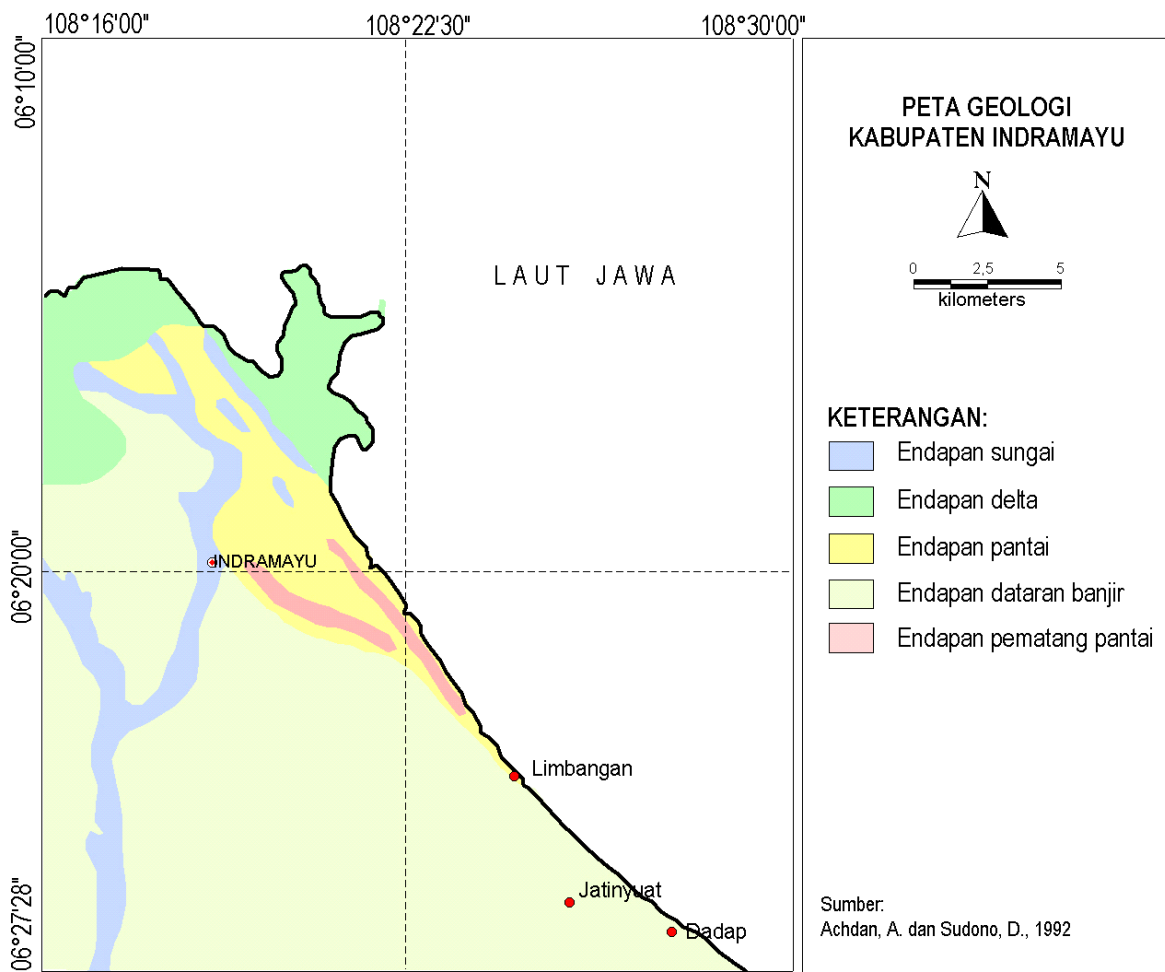 108°16'00"
108°22'30"
108°30'00"
06°10'00"
06°20'00"
06°27'28"
LAUT JAWA
INDRAMAYU
Limbangan
Jatinyuat
Dadap
PETA GEOLOGI
KABUPATEN INDRAMAYU
N
0 2,5 5
kilometers
KETERANGAN:
Endapan sungai
Endapan delta
Endapan pantai
Endapan dataran banjir
Endapan pematang pantai
Sumber:
Achdan, A. dan Sudono, D., 1992